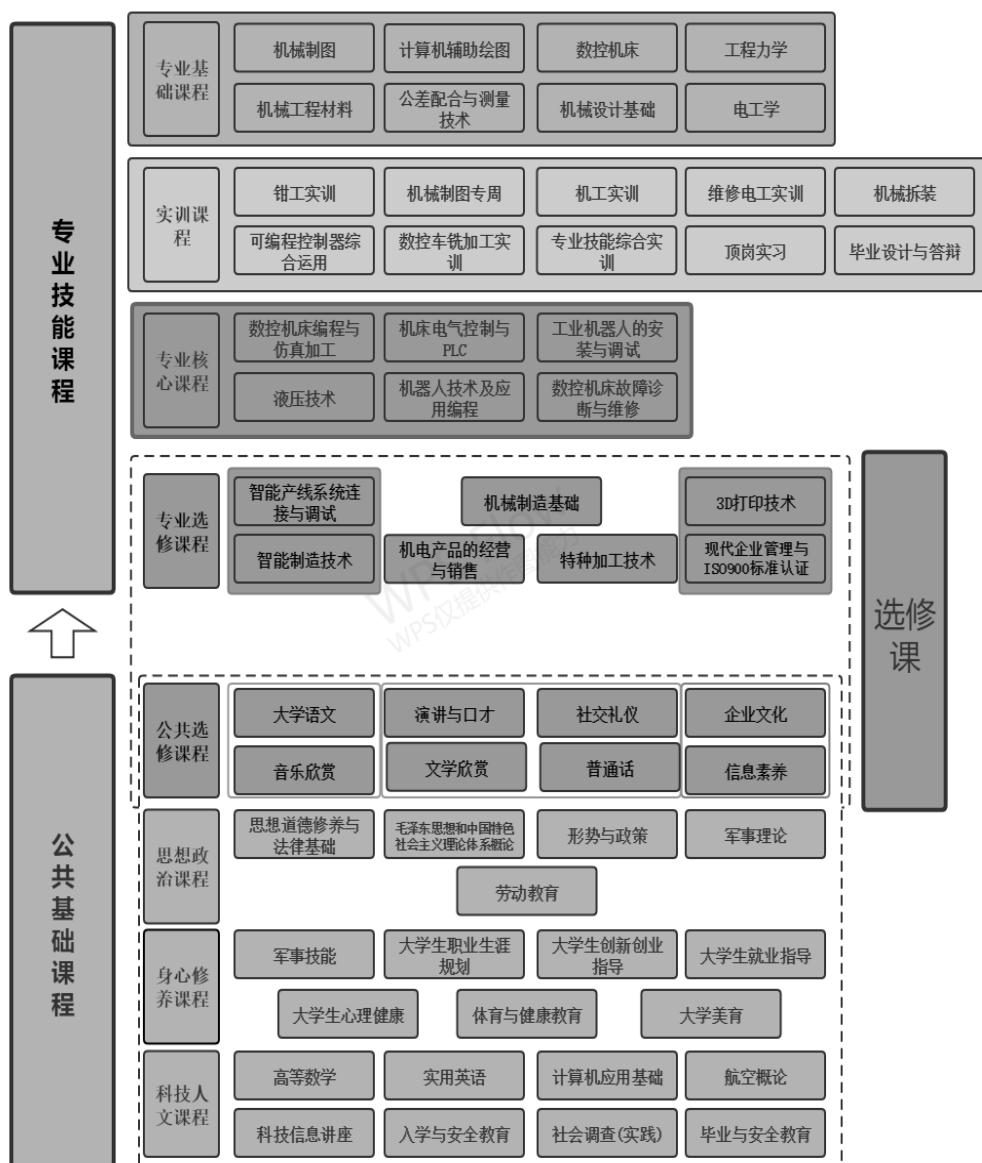 专业技能课程
专业基
础课程
机械制图
计算机辅助绘图
数控机床
工程力学
机械工程材料
公差配合与测量
技术
机械设计基础
电工学
实训课
程
钳工实训
机械制图专周
机工实训
维修电工实训
机械拆装
可编程控制器综
合运用
数控车铣加工实
训
专业技能综合实
训
顶岗实习
毕业设计与答辩
专业核
心课程
数控机床编程与
仿真加工
机床电气控制与
PLC
工业机器人的安
装与调试
液压技术
机器人技术及应
用编程
数控机床故障诊
断与维修
专业选
修课程
智能产线系统连
接与调试
机械制造基础
3D打印技术
智能制造技术
机电产品的经营
与销售
特种加工技术
现代企业管理与
ISO900标准认证
选修
课
公共基础课程
公共选
修课程
大学语文
演讲与口才
社交礼仪
企业文化
音乐欣赏
文学欣赏
普通话
信息素养
思想政
治课程
思想道德修养与
法律基础
毛泽东思想和中国特色
社会主义理论体系概论
形势与政策
军事理论
劳动教育
身心修
养课程
军事技能
大学生职业生涯
规划
大学生创新创业
指导
大学生就业指导
大学生心理健康
体育与健康教育
大学美育
科技人
文课程
高等数学
实用英语
计算机应用基础
航空概论
科技信息讲座
入学与安全教育
社会调查(实践)
毕业与安全教育